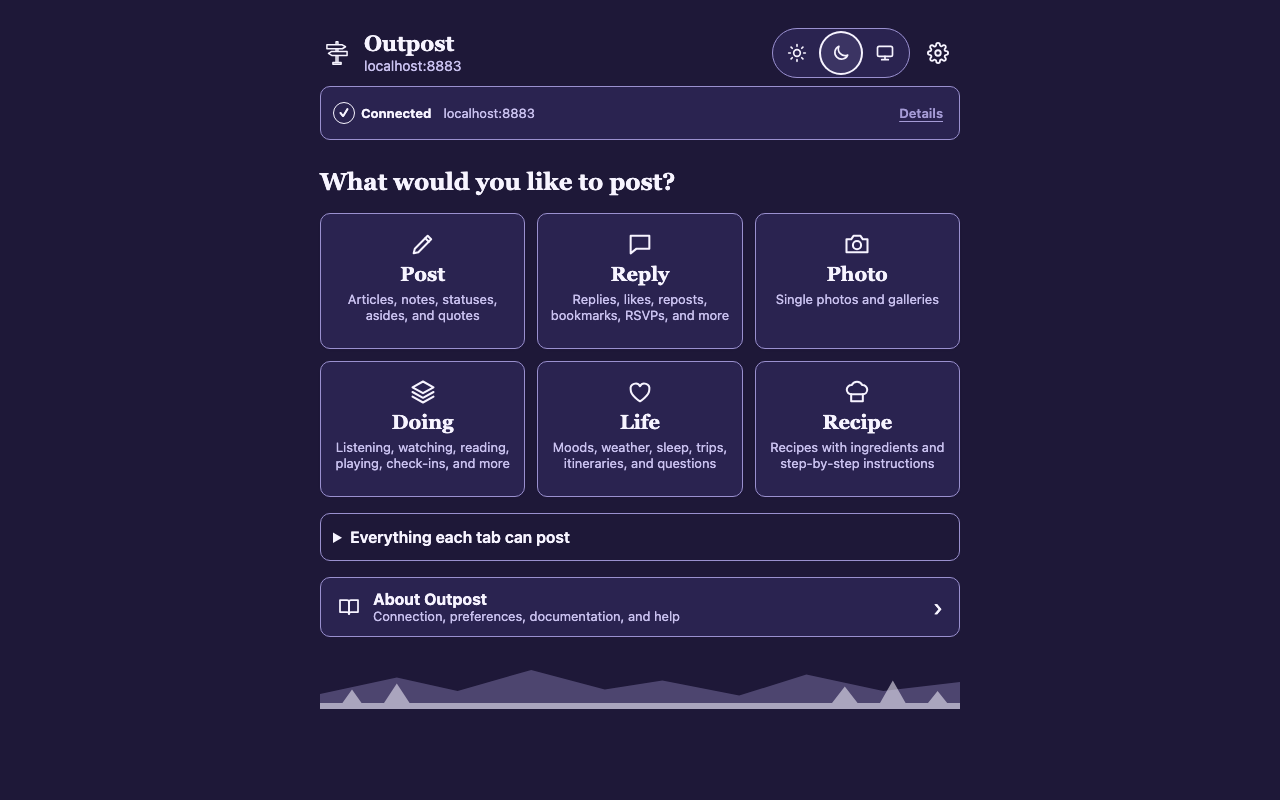 Outpost
localhost:8883
Connected localhost:8883 Details
What would you like to post?
Post
Articles, notes, statuses,
asides, and quotes
Reply
Replies, likes, reposts,
bookmarks, RSVPs, and more
Photo
Single photos and galleries
Doing
Listening, watching, reading,
playing, check-ins, and more
Life
Moods, weather, sleep, trips,
itineraries, and questions
Recipe
Recipes with ingredients and
step-by-step instructions
Everything each tab can post
About Outpost
Connection, preferences, documentation, and help